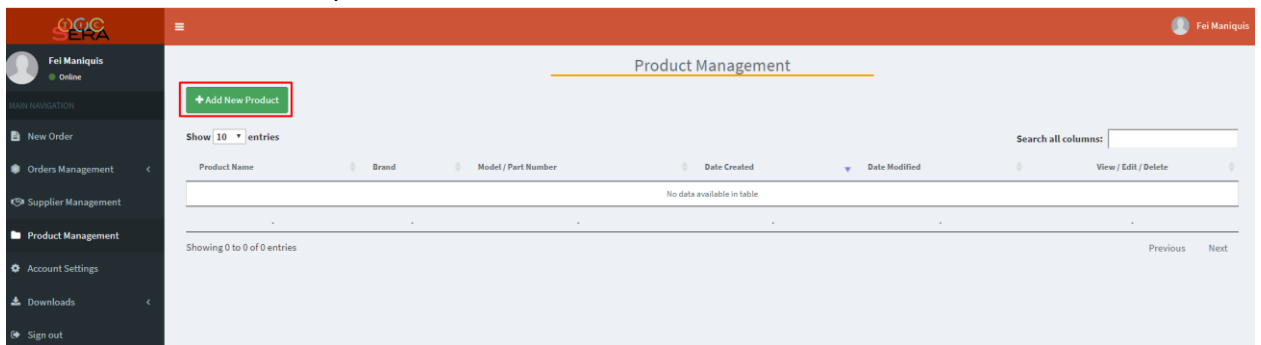 SERA
Fei Maniquis
Fei Maniquis
Online
MAIN NAVIGATION
New Order
Orders Management
Supplier Management
Product Management
Account Settings
Downloads
Sign out
Product Management
+ Add New Product
Show 10 entries
Search all columns:
Product Name Brand Model / Part Number Date Created Date Modified View / Edit / Delete
No data available in table
Showing 0 to 0 of 0 entries
Previous Next